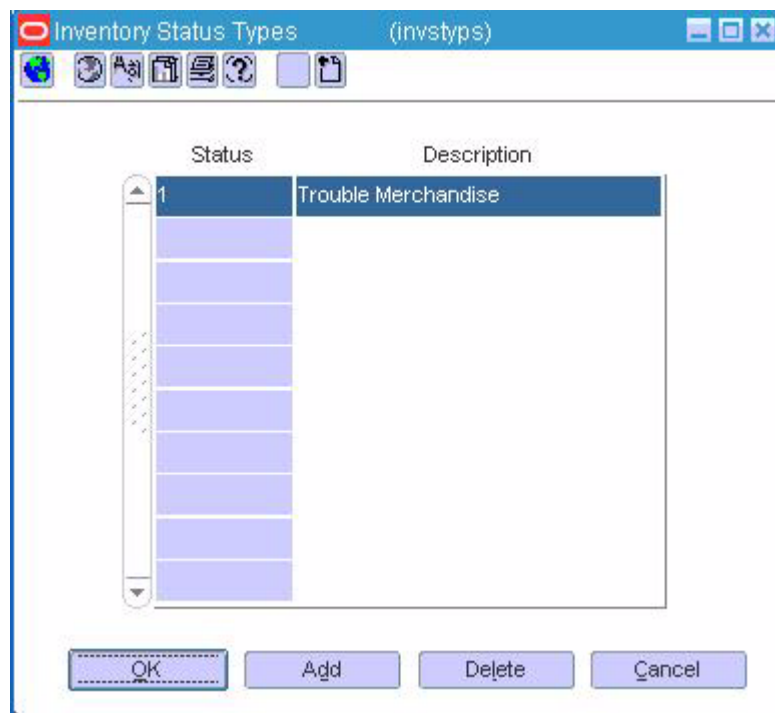 Inventory Status Types (invstyps)
Status Description
1 Trouble Merchandise
OK Add Delete Cancel